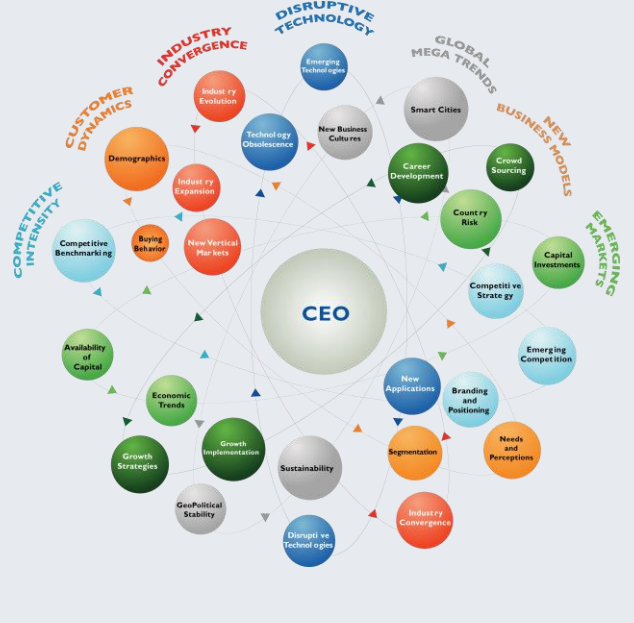 DISRUPTIVE
TECHNOLOGY
INDUSTRY
CONVERGENCE
GLOBAL
MEGA TRENDS
CUSTOMER
DYNAMICS
NEW
BUSINESS MODELS
COMPETITIVE
INTENSITY
EMERGING
MARKETS
Emerging
Technologies
Industry
Evolution
Smart Cities
Technology
Obsolescence
New Business
Cultures
Demographics
Career
Development
Crowd
Sourcing
Industry
Expansion
Country
Risk
Competitive
Benchmarking
Buying
Behavior
New Vertical
Markets
Capital
Investments
Competitive
Strategy
CEO
Availability
of
Capital
Emerging
Competition
New
Applications
Economic
Trends
Branding
and
Positioning
Growth
Strategies
Growth
Implementation
Sustainability
Segmentation
Needs
and
Perceptions
GeoPolitical
Stability
Industry
Convergence
Disruptive
Technologies